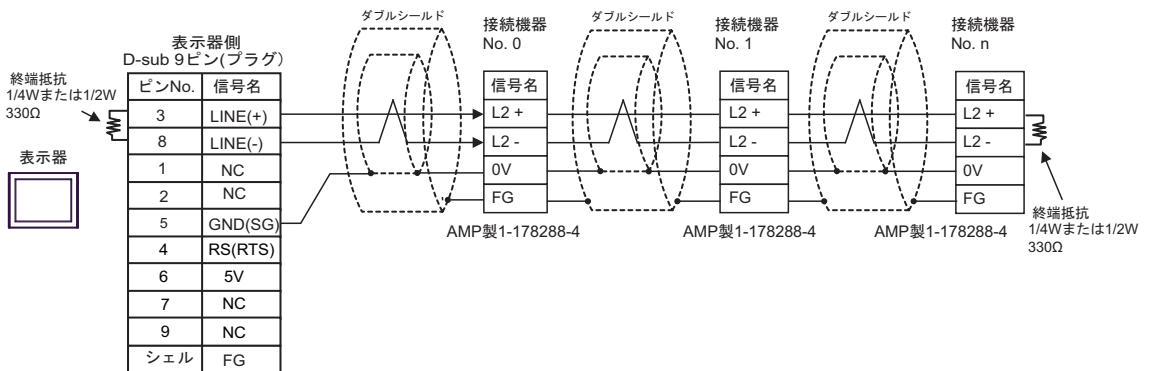 ダブルシールド
ダブルシールド
ダブルシールド
接続機器
No. 0
接続機器
No. 1
接続機器
No. n
表示器側
D-sub 9ピン(プラグ)
終端抵抗
1/4Wまたは1/2W
330Ω
表示器
ピンNo. 信号名
3 LINE(+)
8 LINE(-)
1 NC
2 NC
5 GND(SG)
4 RS(RTS)
6 5V
7 NC
9 NC
シェル FG
信号名
L2 +
L2 -
0V
FG
AMP製1-178288-4
信号名
L2 +
L2 -
0V
FG
AMP製1-178288-4
信号名
L2 +
L2 -
0V
FG
AMP製1-178288-4
終端抵抗
1/4Wまたは1/2W
330Ω